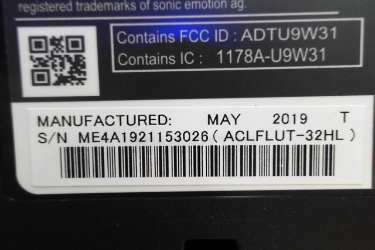 registered trademarks of sonic emotion ag.
Contains FCC ID : ADTU9W31
Contains IC : 1178A-U9W31
MANUFACTURED: MAY 2019 T
S/N ME4A1921153026 ( ACLFLUT-32HL )